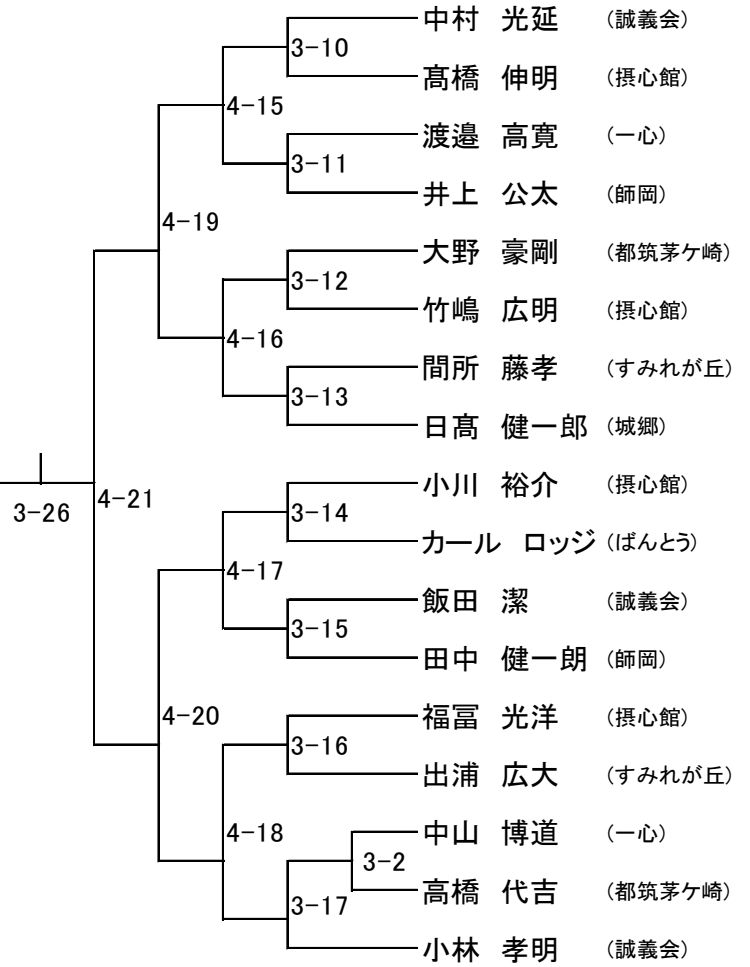 中村 光延 (誠義会)
3-10
髙橋 伸明 (摂心館)
4-15
渡邉 高寛 (一心)
3-11
井上 公太 (師岡)
4-19
大野 豪剛 (都筑茅ケ崎)
3-12
竹嶋 広明 (摂心館)
4-16
間所 藤孝 (すみれが丘)
3-13
日髙 健一郎 (城郷)
小川 裕介 (摂心館)
3-26
4-21
3-14
カール ロッジ (ばんとう)
4-17
飯田 潔 (誠義会)
3-15
田中 健一朗 (師岡)
4-20
福冨 光洋 (摂心館)
3-16
出浦 広大 (すみれが丘)
4-18
中山 博道 (一心)
3-2
高橋 代吉 (都筑茅ケ崎)
3-17
小林 孝明 (誠義会)